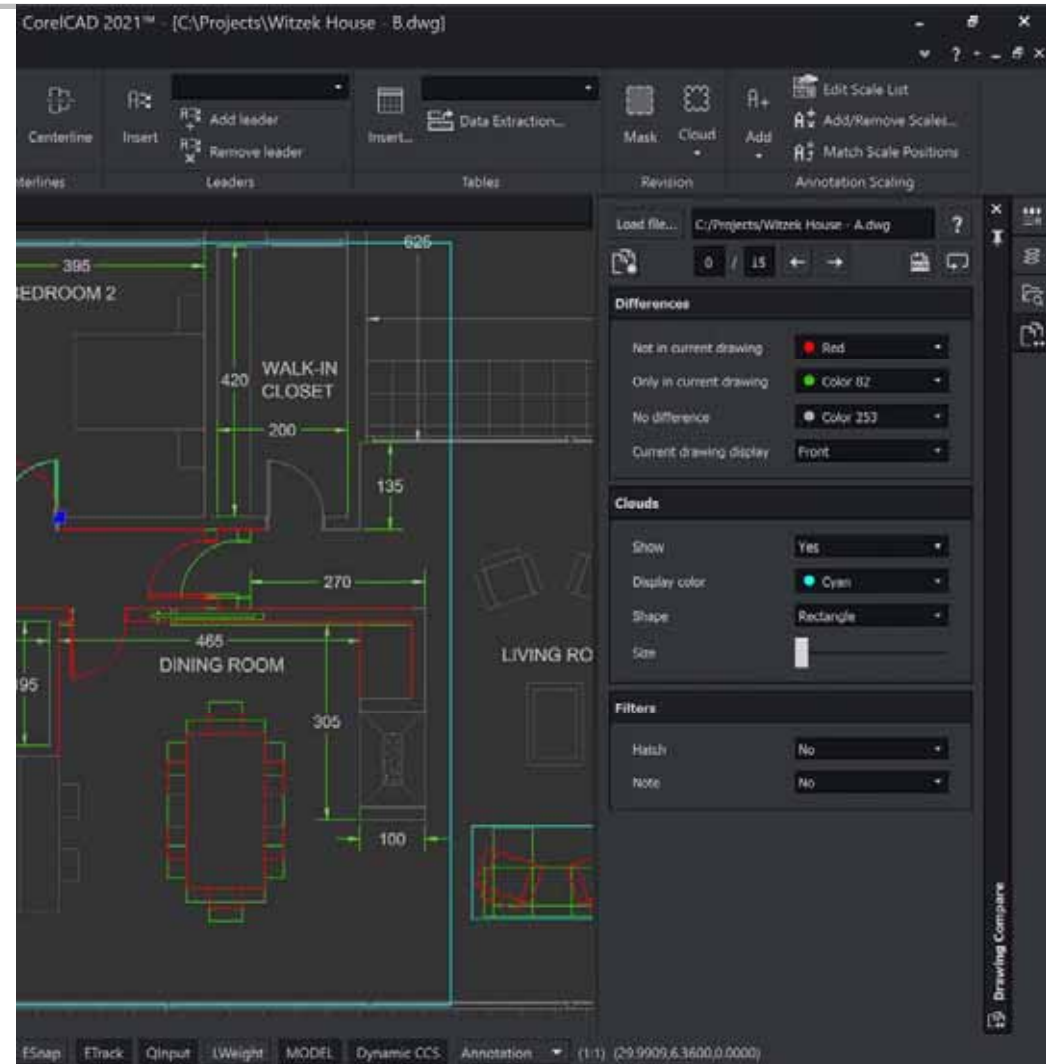 CorelCAD 2021™ - [C:\Projects\Witzek House - B.dwg]
Centerline
Insert
Add leader
Remove leader
Insert...
Data Extraction...
Mask
Cloud
Add
Edit Scale List
Add/Remove Scales...
Match Scale Positions
nterlines
Leaders
Tables
Revision
Annotation Scaling
Load file...
C:/Projects/Witzek House - A.dwg
?
0 / 15
Differences
Not in current drawing
Red
Only in current drawing
Color 82
No difference
Color 253
Current drawing display
Front
Clouds
Show
Yes
Display color
Cyan
Shape
Rectangle
Size
Filters
Hatch
No
Note
No
Drawing Compare
626
395
BEDROOM 2
420
WALK-IN
CLOSET
200
135
270
465
DINING ROOM
LIVING RO
95
305
100
ESnap
ETrack
QInput
LWeight
MODEL
Dynamic CCS
Annotation
(1:1)
(29.9909,6.3600,0.0000)